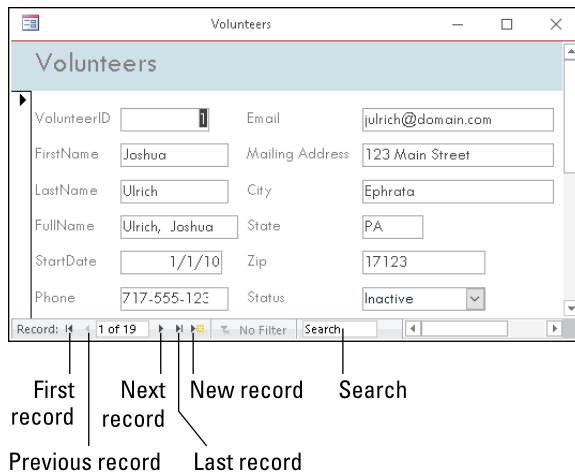 Volunteers
Volunteers
VolunteerID 1 Email julrich@domain.com
FirstName Joshua Mailing Address 123 Main Street
LastName Ulrich City Ephrata
FullName Ulrich, Joshua State PA
StartDate 1/1/10 Zip 17123
Phone 717-555-123 Status Inactive
Record: 1 of 19 No Filter Search
First record
Next record
New record
Search
Previous record
Last record